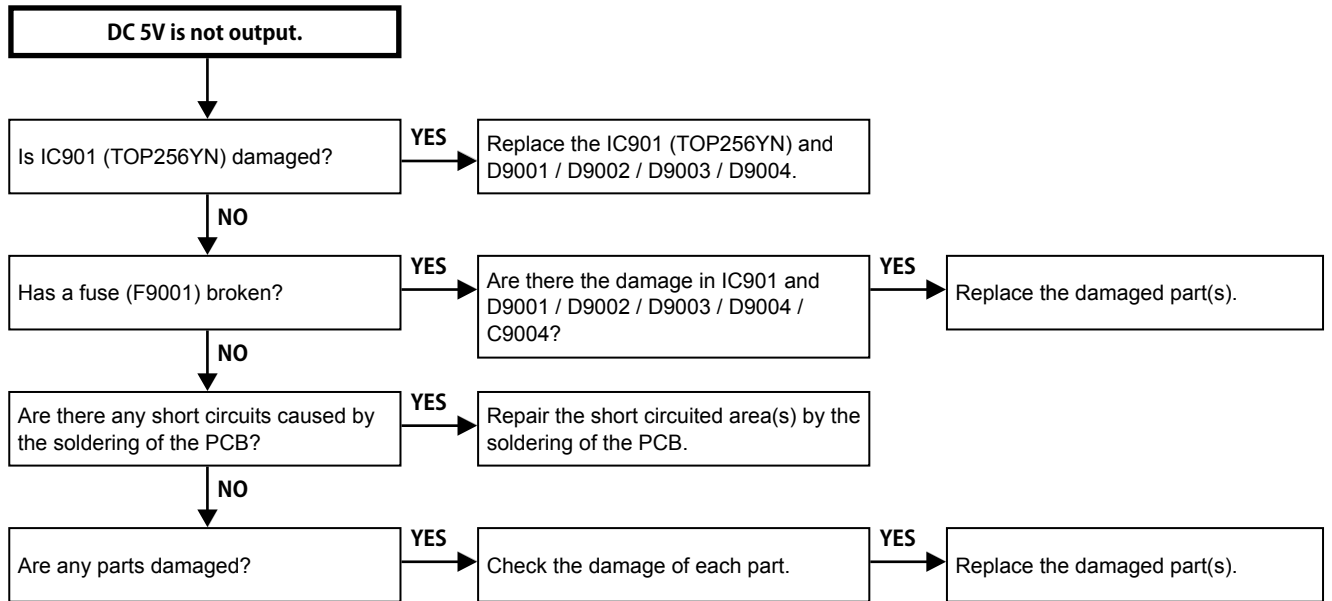 DC 5V is not output.
Is IC901 (TOP256YN) damaged?
YES
Replace the IC901 (TOP256YN) and
D9001 / D9002 / D9003 / D9004.
NO
Has a fuse (F9001) broken?
YES
Are there the damage in IC901 and
D9001 / D9002 / D9003 / D9004 /
C9004?
YES
Replace the damaged part(s).
NO
Are there any short circuits caused by
the soldering of the PCB?
YES
Repair the short circuited area(s) by the
soldering of the PCB.
NO
Are any parts damaged?
YES
Check the damage of each part.
YES
Replace the damaged part(s).